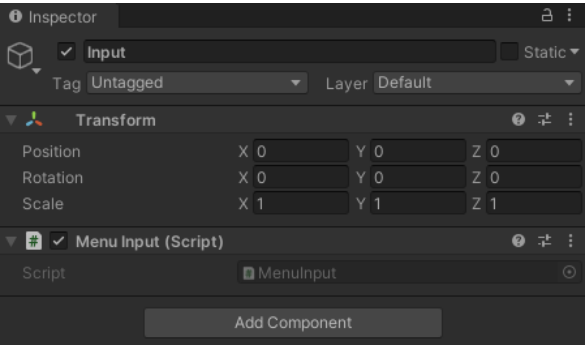 Inspector
Input Static
Tag Untagged Layer Default
Transform
Position X 0 Y 0 Z 0
Rotation X 0 Y 0 Z 0
Scale X 1 Y 1 Z 1
# Menu Input (Script)
Script # MenuInput
Add Component